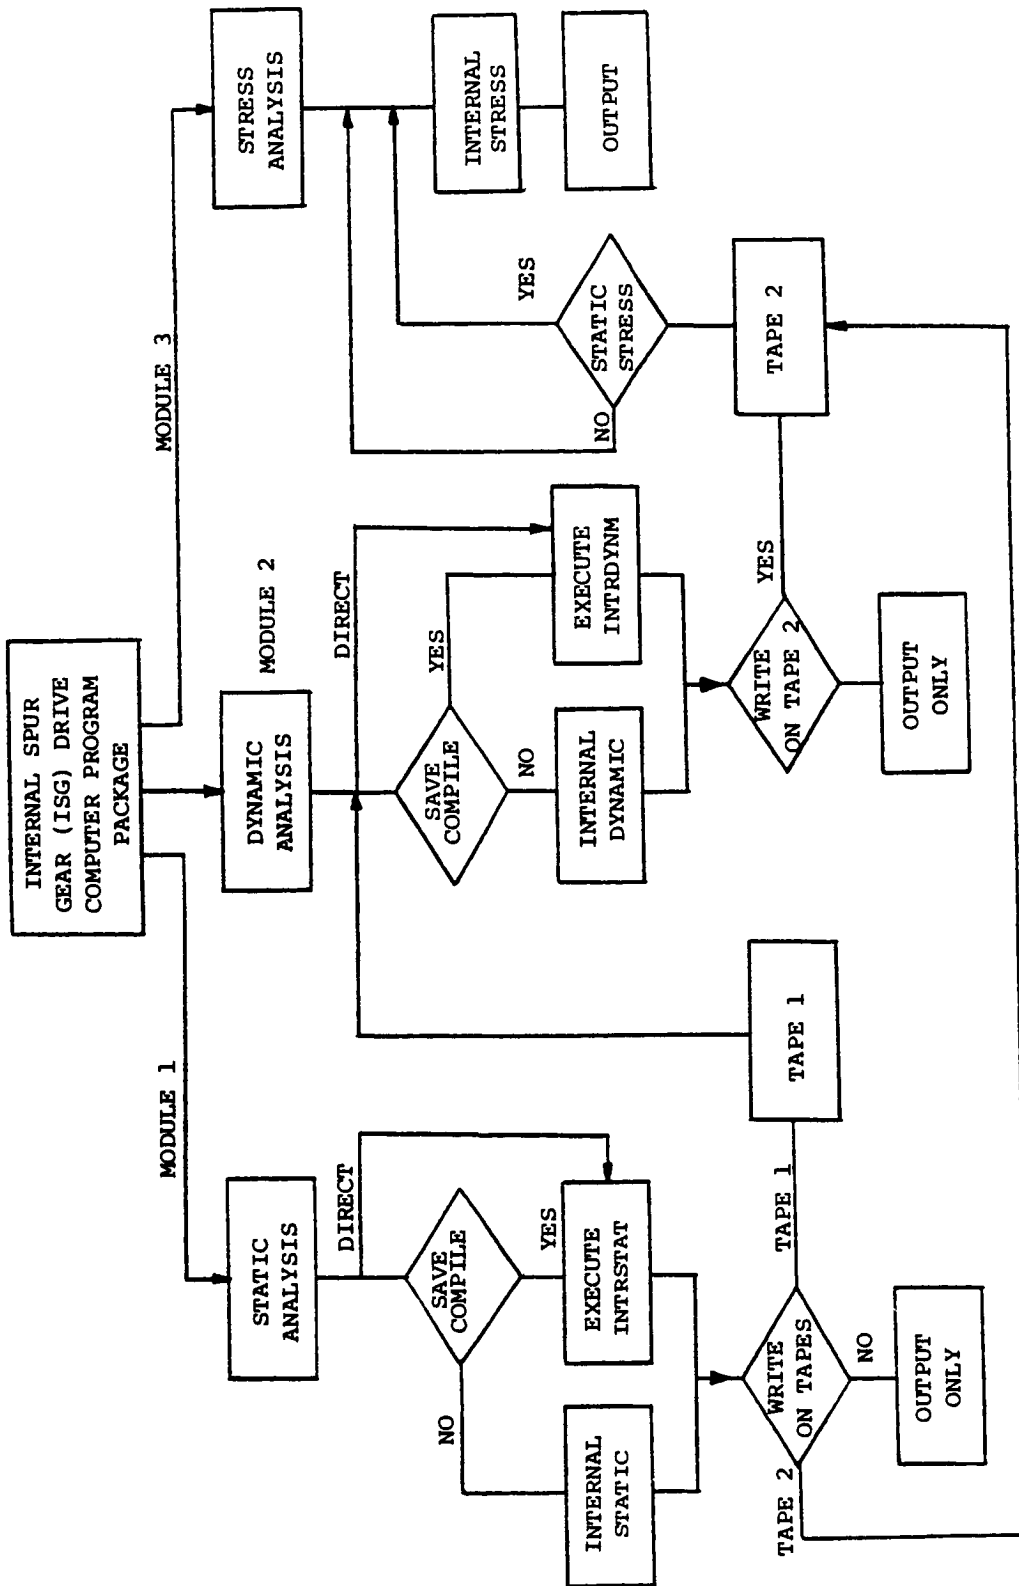 INTERNAL SPUR
GEAR (ISG) DRIVE
COMPUTER PROGRAM
PACKAGE
MODULE 1
MODULE 2
MODULE 3
STATIC
ANALYSIS
DIRECT
SAVE
COMPILE
NO
YES
INTERNAL
STATIC
EXECUTE
INTRSTAT
WRITE
ON TAPES
TAPE 2
TAPE 1
NO
OUTPUT
ONLY
TAPE 1
DYNAMIC
ANALYSIS
DIRECT
SAVE
COMPILE
NO
YES
INTERNAL
DYNAMIC
EXECUTE
INTRDYNM
WRITE
ON TAPE 2
YES
OUTPUT
ONLY
TAPE 2
STATIC
STRESS
NO
YES
STRESS
ANALYSIS
INTERNAL
STRESS
OUTPUT